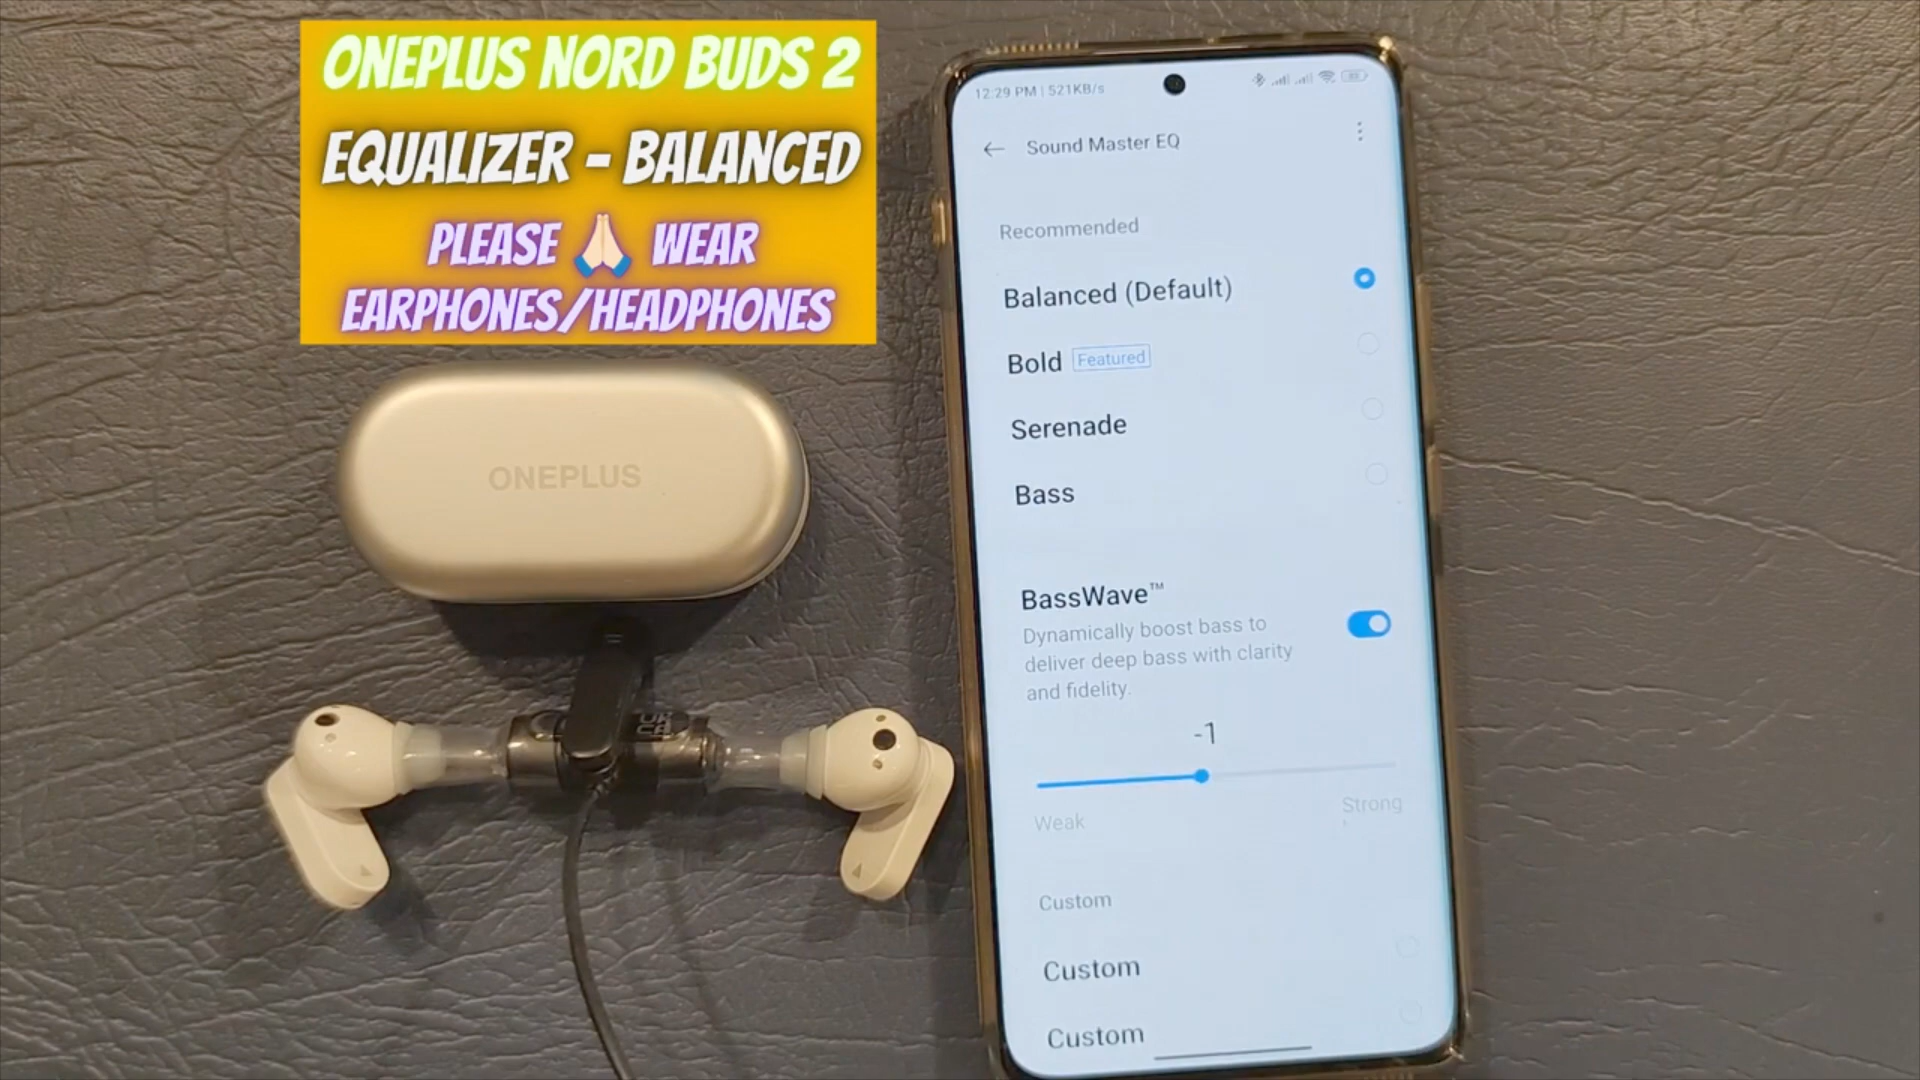 ONEPLUS NORD BUDS 2
EQUALIZER - BALANCED
PLEASE 🙏🏻 WEAR
EARPHONES/HEADPHONES
ONEPLUS
12:29 PM | 521KB/s
Sound Master EQ
Recommended
Balanced (Default)
Bold Featured
Serenade
Bass
BassWave™
Dynamically boost bass to
deliver deep bass with clarity
and fidelity.
-1
Weak
Strong
Custom
Custom
Custom